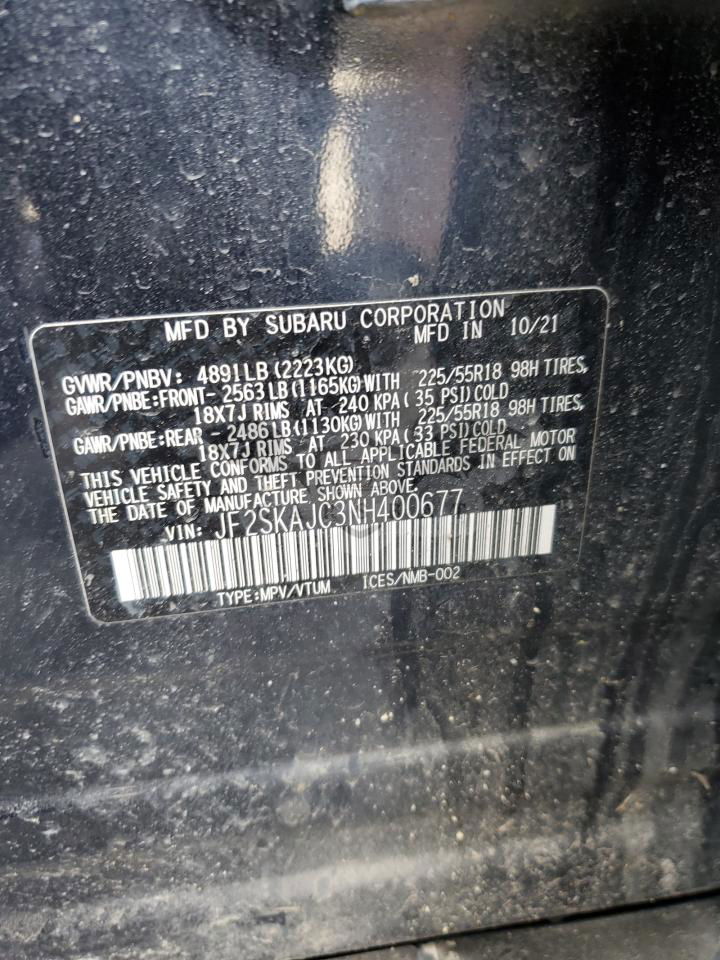 MFD BY SUBARU CORPORATION
MFD IN 10/21
GVWR/PNBV: 4891LB(2223KG)
GAWR/PNBE:FRONT- 2563LB(1165KG)WITH 225/55R18 98H TIRES,
18X7J RIMS AT 240 KPA(35 PSI)COLD
GAWR/PNBE:REAR -2486LB(1130KG)WITH 225/55R18 98H TIRES,
18X7J RIMS AT 230 KPA(33 PSI)COLD
THIS VEHICLE CONFORMS TO ALL APPLICABLE FEDERAL MOTOR
VEHICLE SAFETY AND THEFT PREVENTION STANDARDS IN EFFECT ON
THE DATE OF MANUFACTURE SHOWN ABOVE.
VIN: JF2SKAJC3NH400677
TYPE:MPV/VTUM ICES/NMB-002